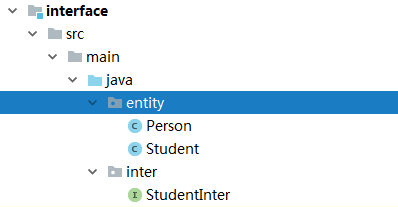 interface
src
main
java
entity
C Person
C Student
inter
I StudentInter